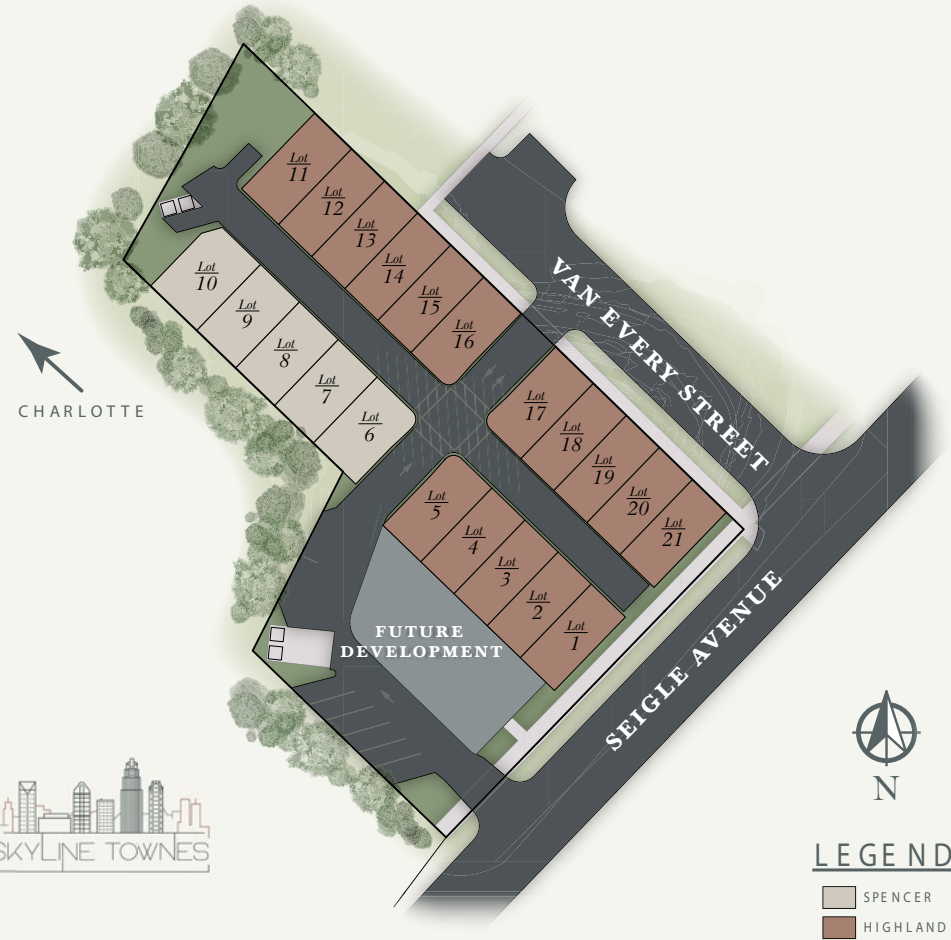 Lot
11
Lot
12
Lot
13
Lot
14
Lot
15
Lot
16
Lot
10
Lot
9
Lot
8
Lot
7
Lot
6
VAN EVERY STREET
CHARLOTTE
Lot
17
Lot
18
Lot
19
Lot
20
Lot
21
Lot
5
Lot
4
Lot
3
Lot
2
Lot
1
FUTURE
DEVELOPMENT
SEIGLE AVENUE
N
SKYLINE TOWNES
LEGEND
SPENCER
HIGHLAND